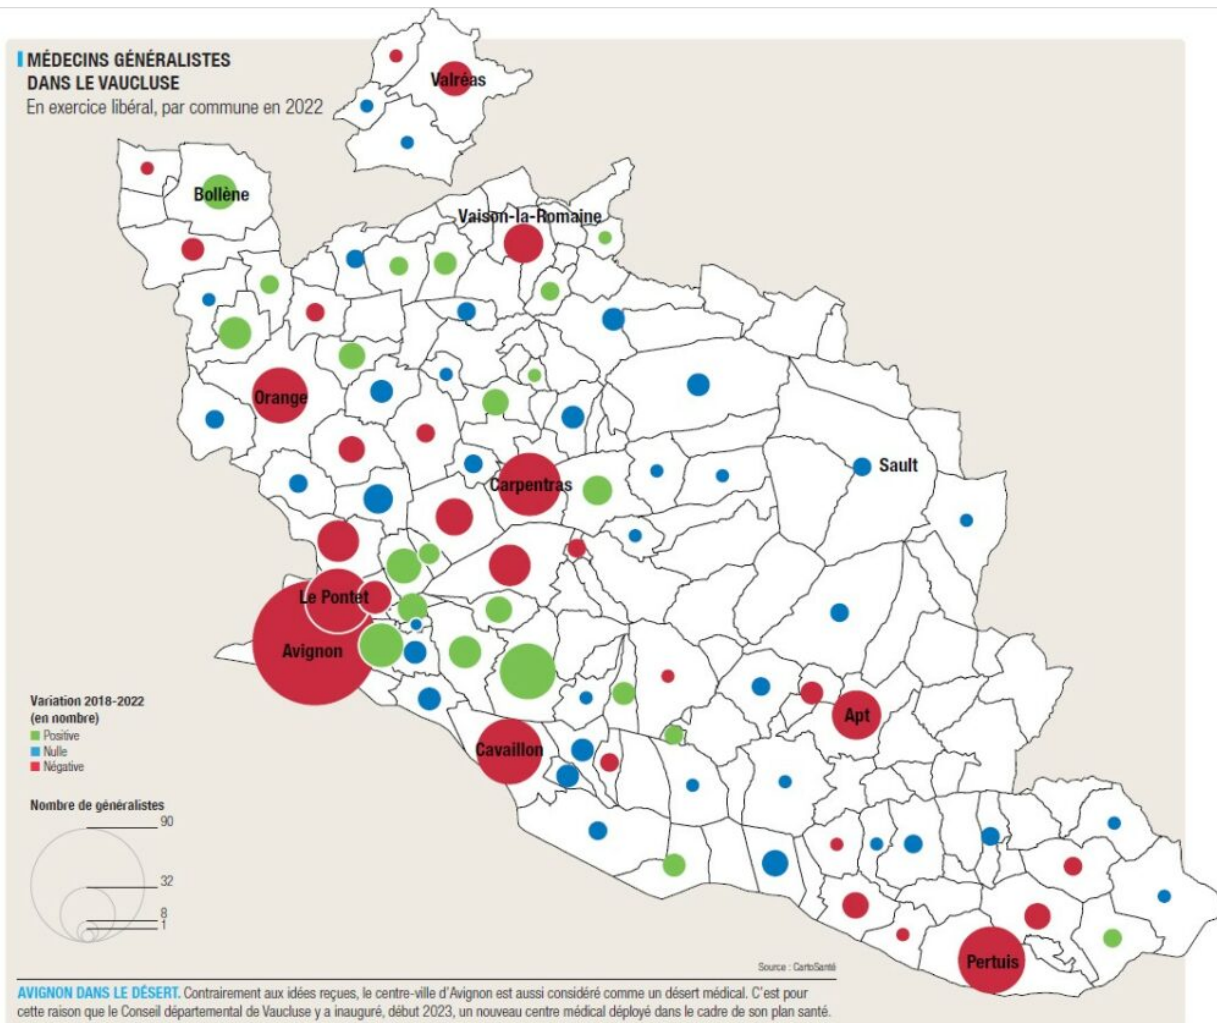 MÉDECINS GÉNÉRALISTES
DANS LE VAUCLUSE
En exercice libéral, par commune en 2022
Valréas
Bollène
Vaison-la-Romaine
Orange
Sault
Carpentras
Le Pontet
Avignon
Apt
Cavaillon
Pertuis
Variation 2018-2022
(en nombre)
Positive
Nulle
Négative
Nombre de généralistes
90
32
8
1
Source : CartoSanté
AVIGNON DANS LE DÉSERT. Contrairement aux idées reçues, le centre-ville d'Avignon est aussi considéré comme un désert médical. C'est pour
cette raison que le Conseil départemental de Vaucluse y a inauguré, début 2023, un nouveau centre médical déployé dans le cadre de son plan santé.